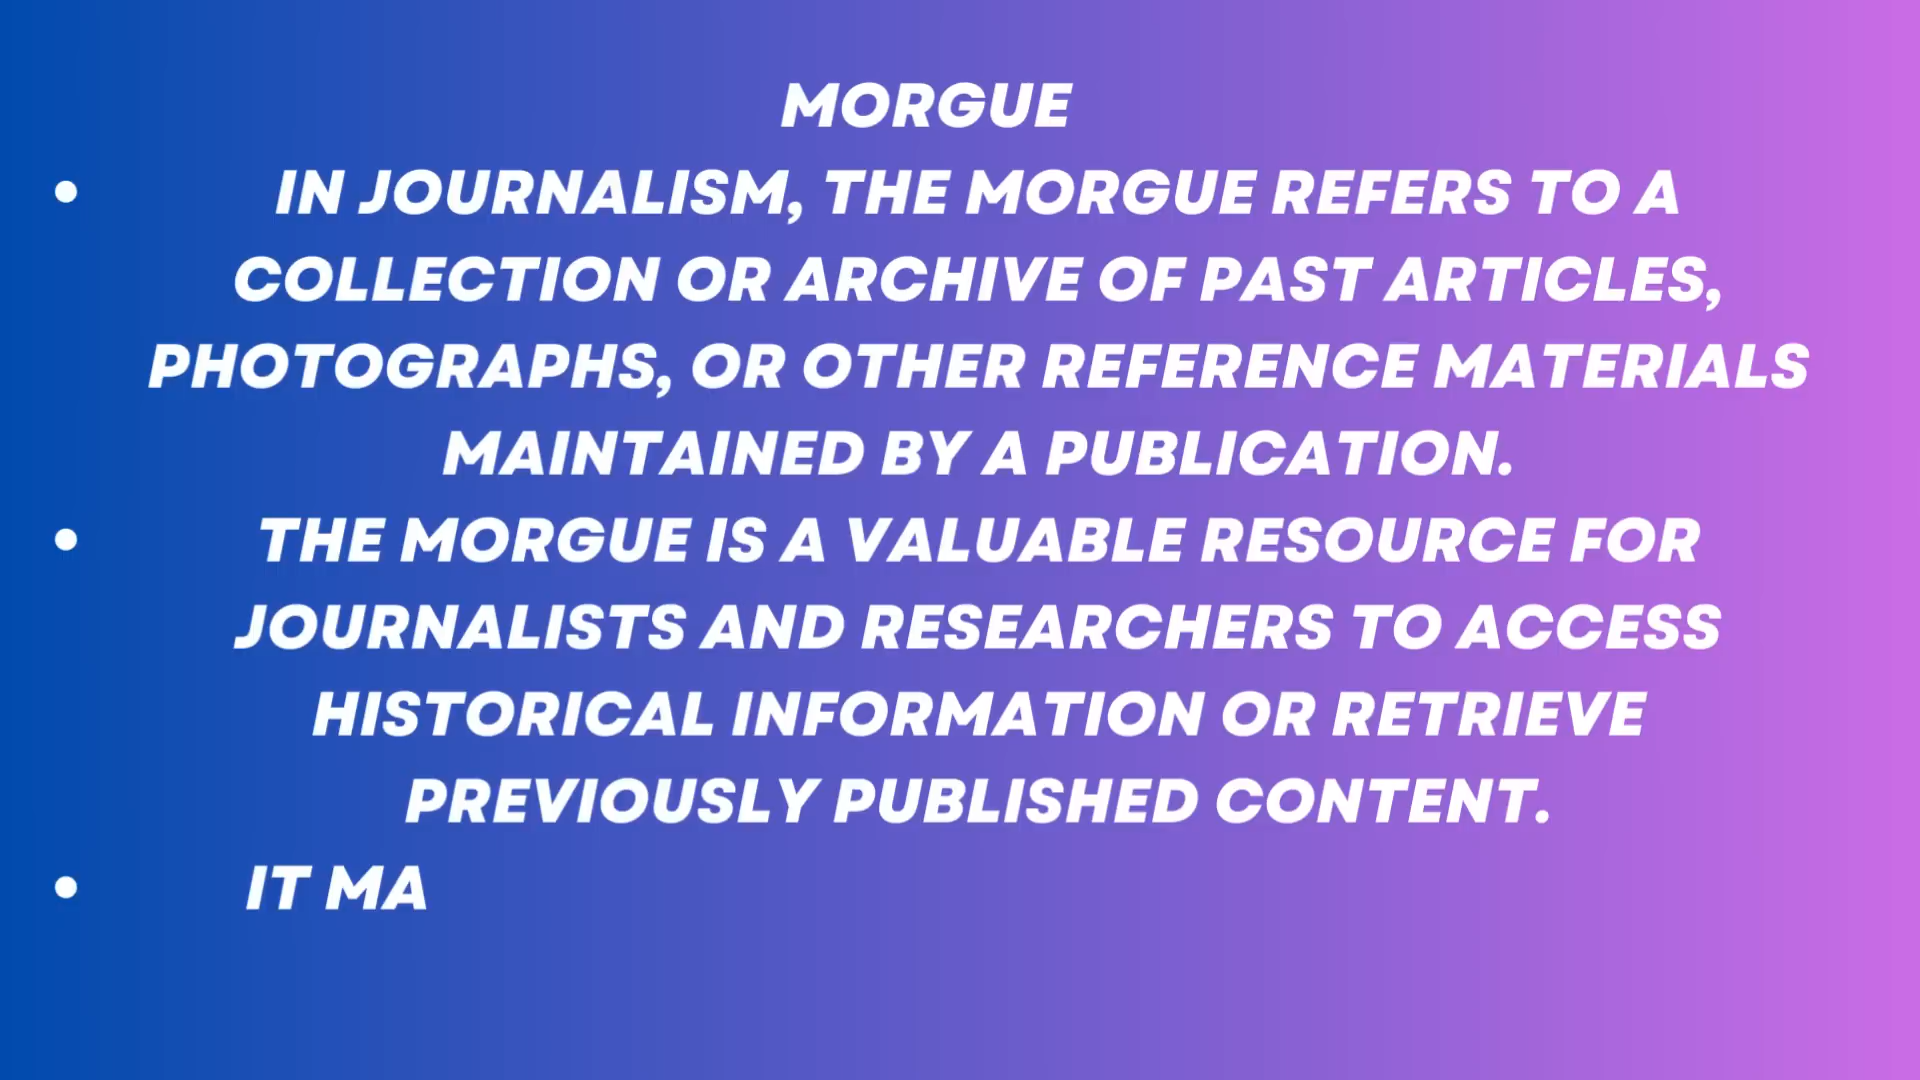 MORGUE
• IN JOURNALISM, THE MORGUE REFERS TO A
COLLECTION OR ARCHIVE OF PAST ARTICLES,
PHOTOGRAPHS, OR OTHER REFERENCE MATERIALS
MAINTAINED BY A PUBLICATION.
• THE MORGUE IS A VALUABLE RESOURCE FOR
JOURNALISTS AND RESEARCHERS TO ACCESS
HISTORICAL INFORMATION OR RETRIEVE
PREVIOUSLY PUBLISHED CONTENT.
• IT MA